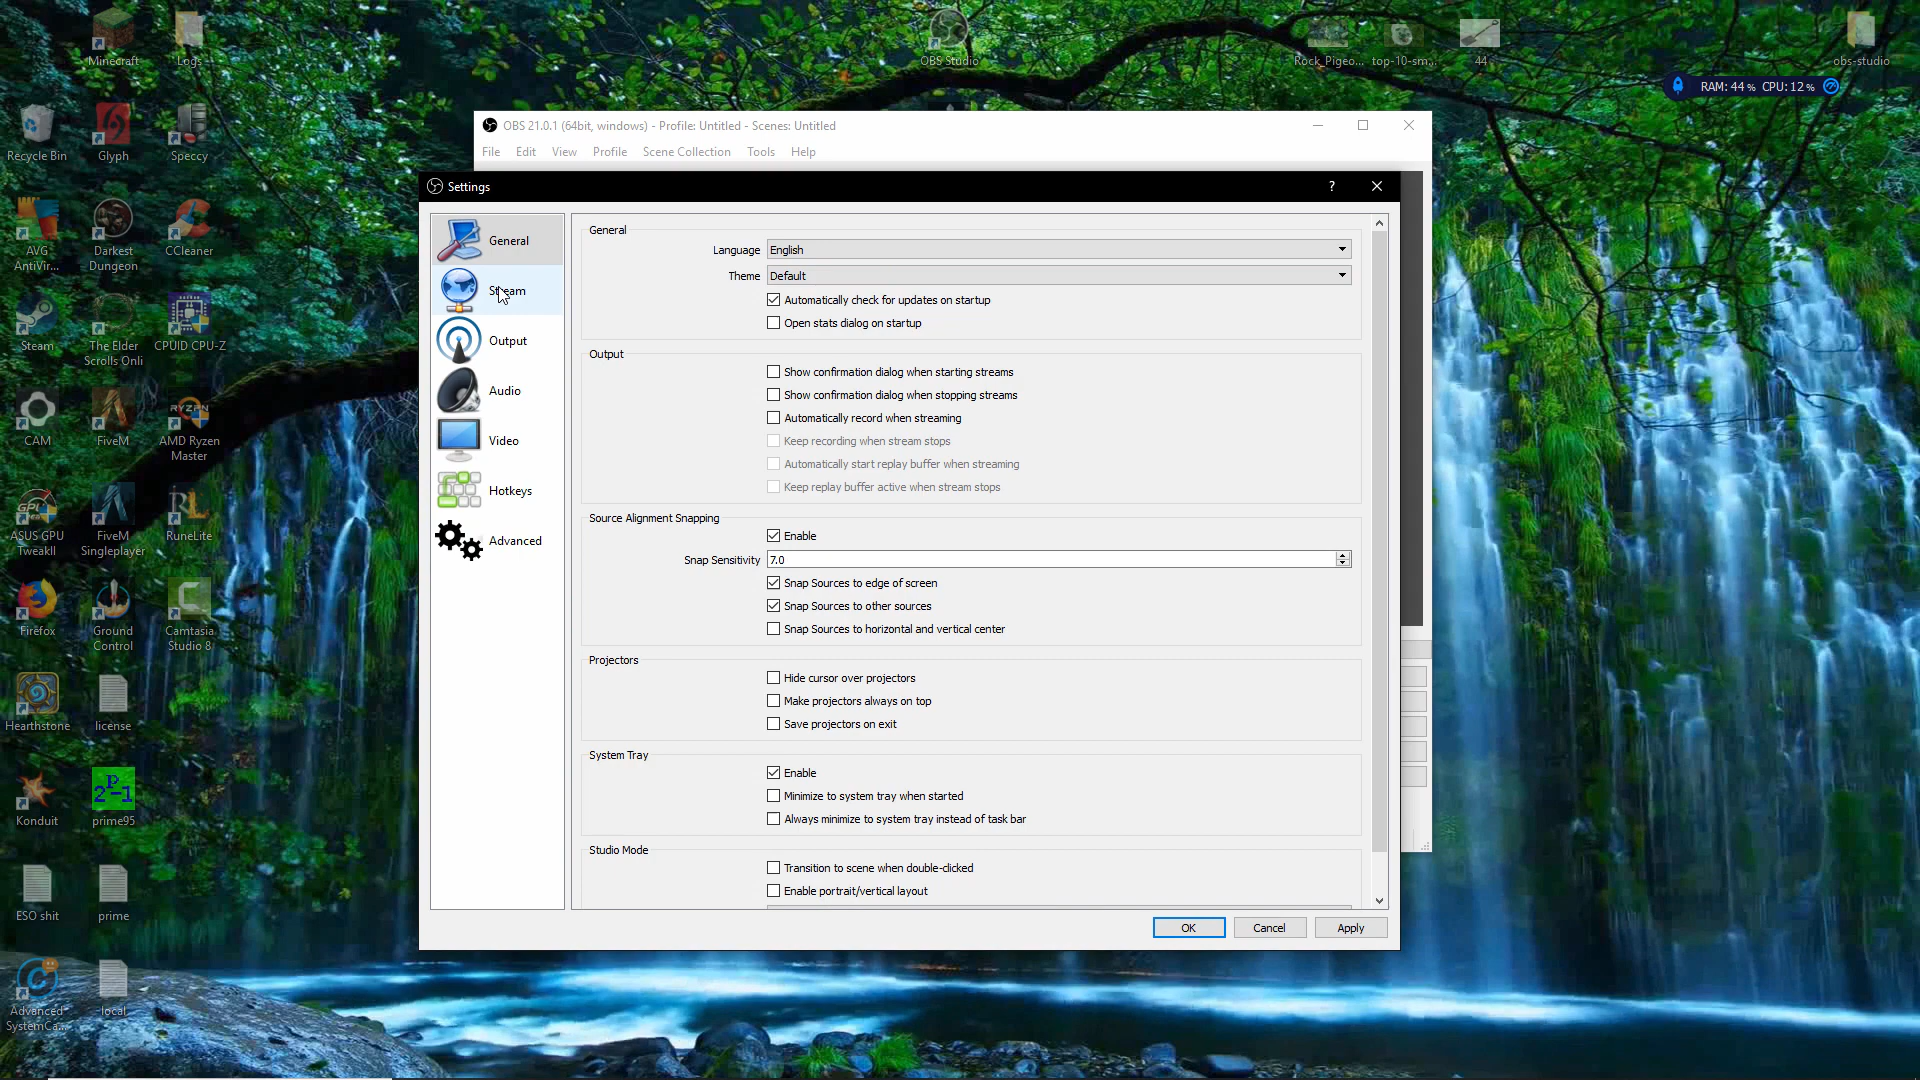 Minecraft
Logs
OBS Studio
Rock_Pigeo...
top-10-sm...
44
obs-studio
RAM: 44 % CPU: 12 %
Recycle Bin
Glyph
Speccy
AVG
AntiVir...
Darkest
Dungeon
CCleaner
Steam
The Elder
Scrolls Onli
CPUID CPU-Z
CAM
FiveM
RYZEN
AMD Ryzen
Master
ASUS GPU
TweakII
FiveM
Singleplayer
RuneLite
Firefox
Ground
Control
Camtasia
Studio 8
Hearthstone
license
Konduit
P
2-1
prime95
ESO shit
prime
Advanced
SystemCa...
local
OBS 21.0.1 (64bit, windows) - Profile: Untitled - Scenes: Untitled
File Edit View Profile Scene Collection Tools Help
Settings
?
General
Stream
Output
Audio
Video
Hotkeys
Advanced
General
Language English
Theme Default
Automatically check for updates on startup
Open stats dialog on startup
Output
Show confirmation dialog when starting streams
Show confirmation dialog when stopping streams
Automatically record when streaming
Keep recording when stream stops
Automatically start replay buffer when streaming
Keep replay buffer active when stream stops
Source Alignment Snapping
Enable
Snap Sensitivity 7.0
Snap Sources to edge of screen
Snap Sources to other sources
Snap Sources to horizontal and vertical center
Projectors
Hide cursor over projectors
Make projectors always on top
Save projectors on exit
System Tray
Enable
Minimize to system tray when started
Always minimize to system tray instead of task bar
Studio Mode
Transition to scene when double-clicked
Enable portrait/vertical layout
OK Cancel Apply